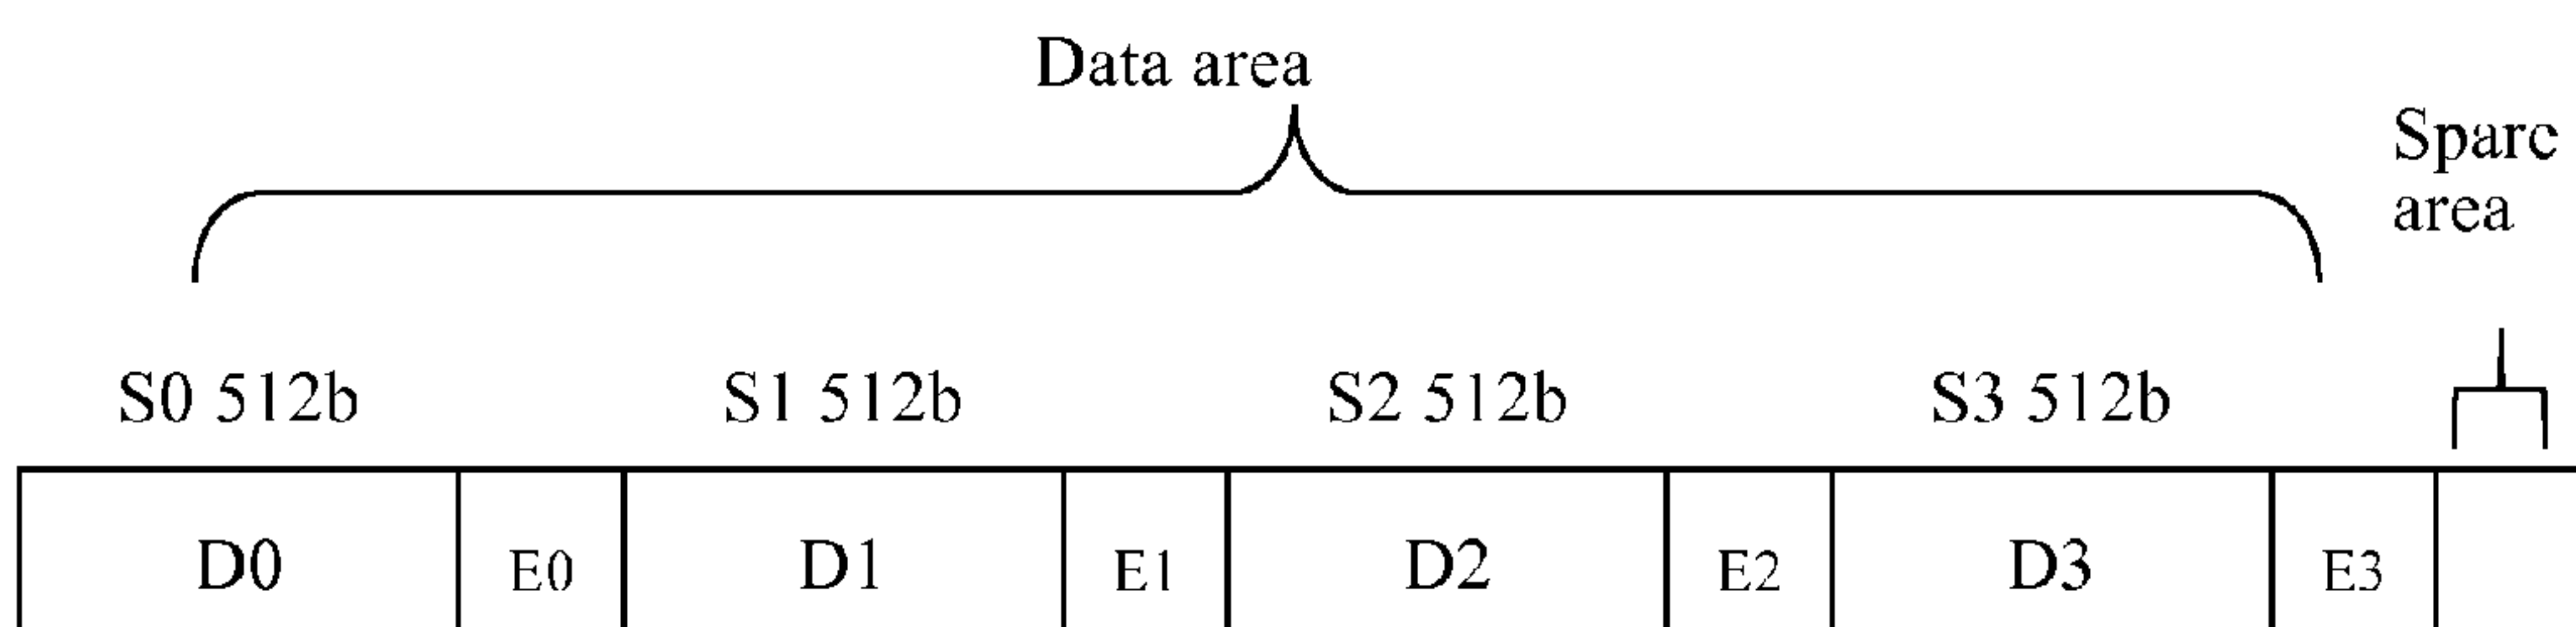 Data area
Spare
area
S0 512b S1 512b S2 512b S3 512b
D0 E0 D1 E1 D2 E2 D3 E3